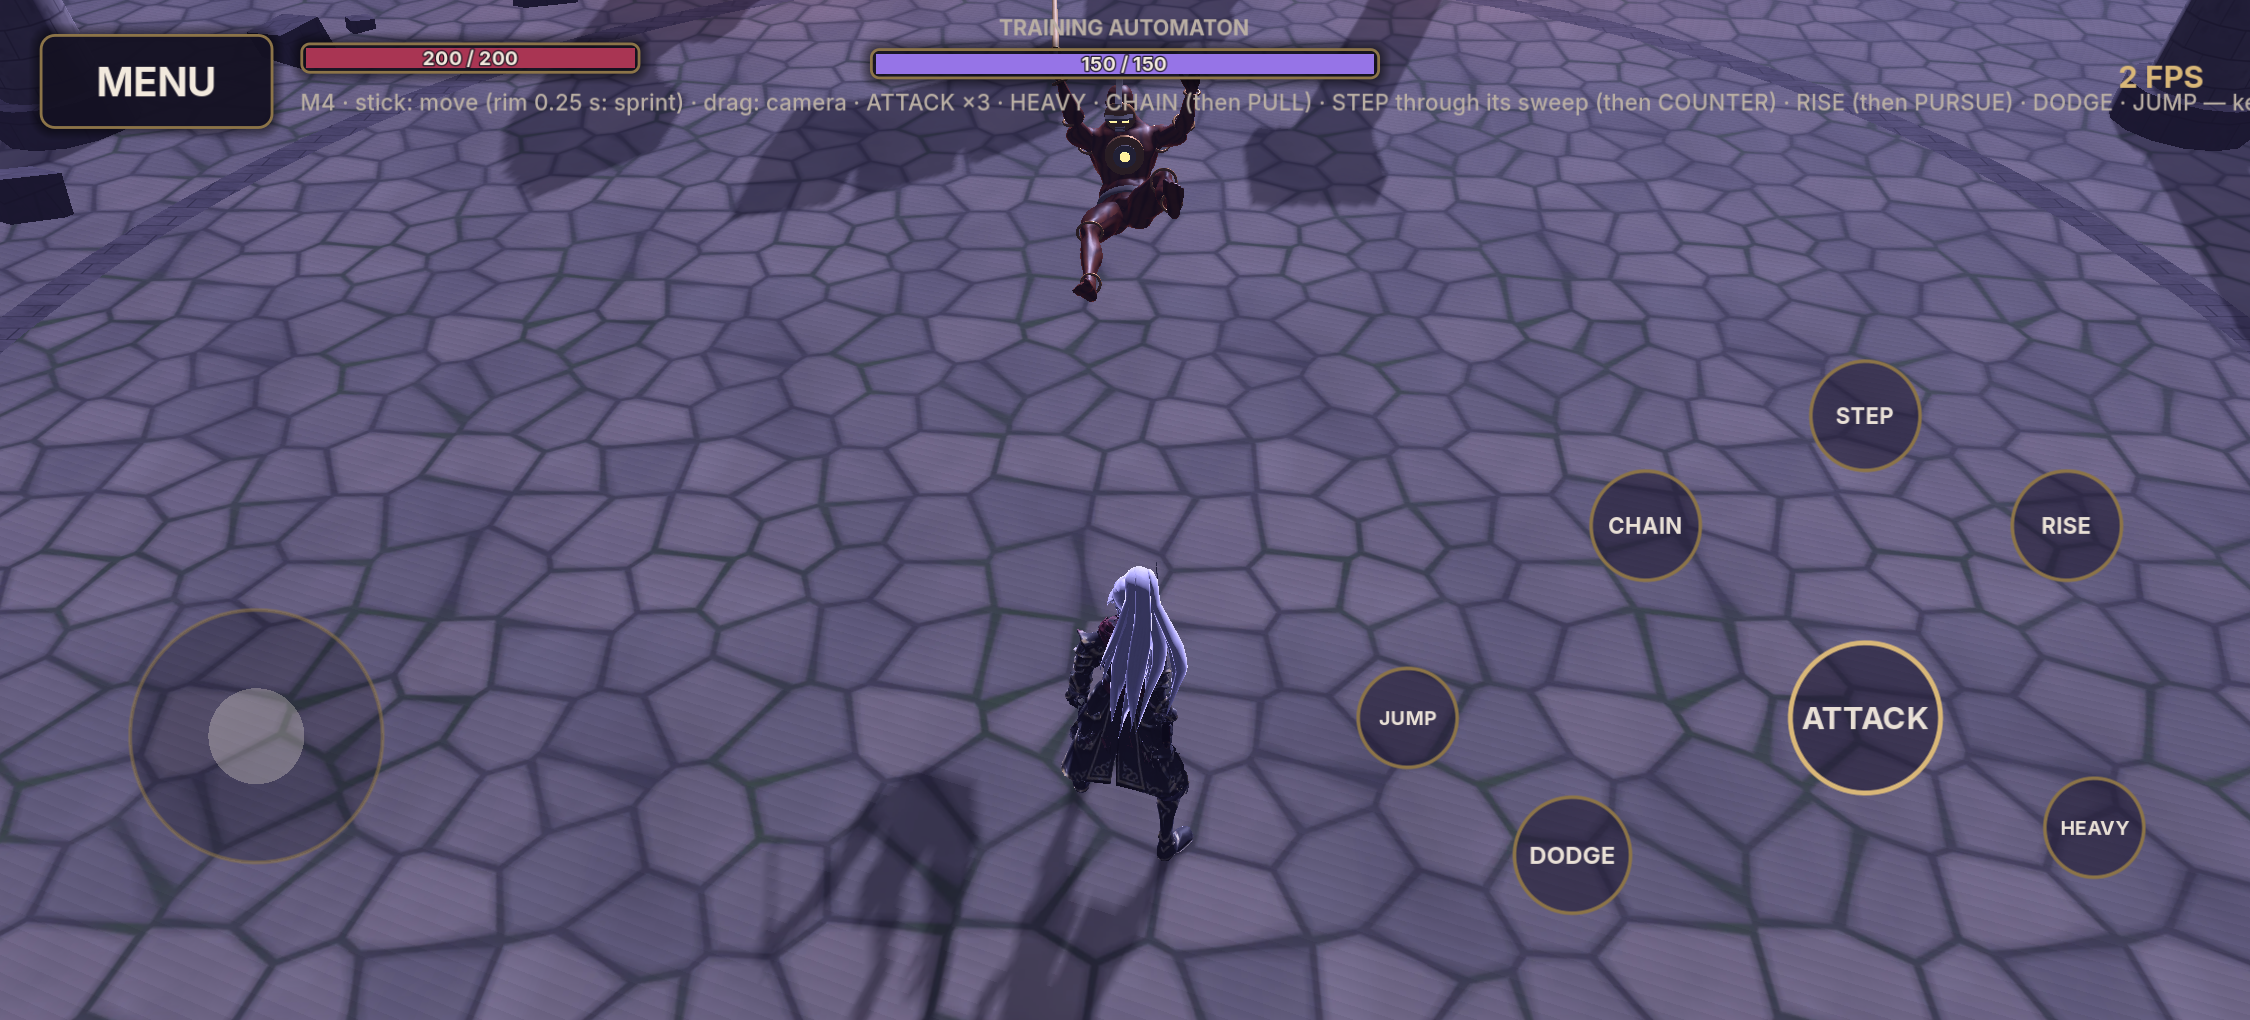 TRAINING AUTOMATON
MENU
200 / 200
150 / 150
2 FPS
M4 · stick: move (rim 0.25 s: sprint) · drag: camera · ATTACK ×3 · HEAVY · CHAIN (then PULL) · STEP through its sweep (then COUNTER) · RISE (then PURSUE) · DODGE · JUMP — ke
STEP
CHAIN
RISE
JUMP
ATTACK
HEAVY
DODGE